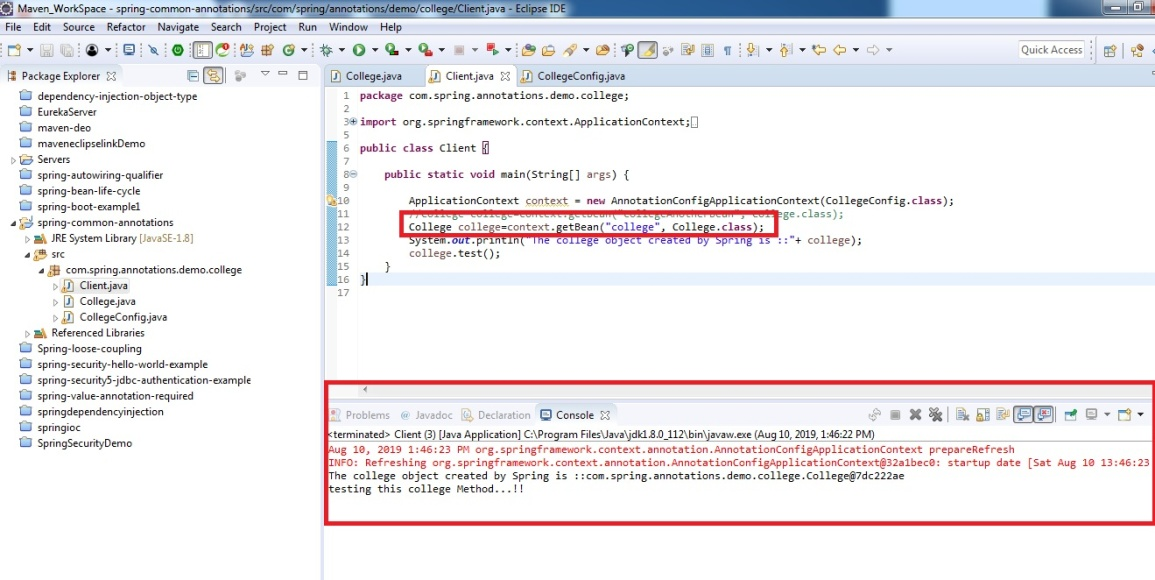 Maven_WorkSpace - spring-common-annotations/src/com/spring/annotations/demo/college/Client.java - Eclipse IDE
File Edit Source Refactor Navigate Search Project Run Window Help
Quick Access
Package Explorer
dependency-injection-object-type
EurekaServer
maven-deo
maveneclipselinkDemo
Servers
spring-autowiring-qualifier
spring-bean-life-cycle
spring-boot-example1
spring-common-annotations
JRE System Library [JavaSE-1.8]
src
com.spring.annotations.demo.college
Client.java
College.java
CollegeConfig.java
Referenced Libraries
Spring-loose-coupling
spring-security-hello-world-example
spring-security5-jdbc-authentication-example
spring-value-annotation-required
springdependencyinjection
springioc
SpringSecurityDemo
College.java Client.java CollegeConfig.java
1 package com.spring.annotations.demo.college;
2
3 import org.springframework.context.ApplicationContext;
5
6 public class Client {
7
8 public static void main(String[] args) {
9
10 ApplicationContext context = new AnnotationConfigApplicationContext(CollegeConfig.class);
11 //College college=context.getBean("collegeAnotherBean", College.class);
12 College college=context.getBean("college", College.class);
13 System.out.println("The college object created by Spring is ::"+ college);
14 college.test();
15 }
16 }
17
Problems Javadoc Declaration Console
<terminated> Client (3) [Java Application] C:\Program Files\Java\jdk1.8.0_112\bin\javaw.exe (Aug 10, 2019, 1:46:22 PM)
Aug 10, 2019 1:46:23 PM org.springframework.context.annotation.AnnotationConfigApplicationContext prepareRefresh
INFO: Refreshing org.springframework.context.annotation.AnnotationConfigApplicationContext@32a1bec0: startup date [Sat Aug 10 13:46:23
The college object created by Spring is ::com.spring.annotations.demo.college.College@7dc222ae
testing this college Method...!!